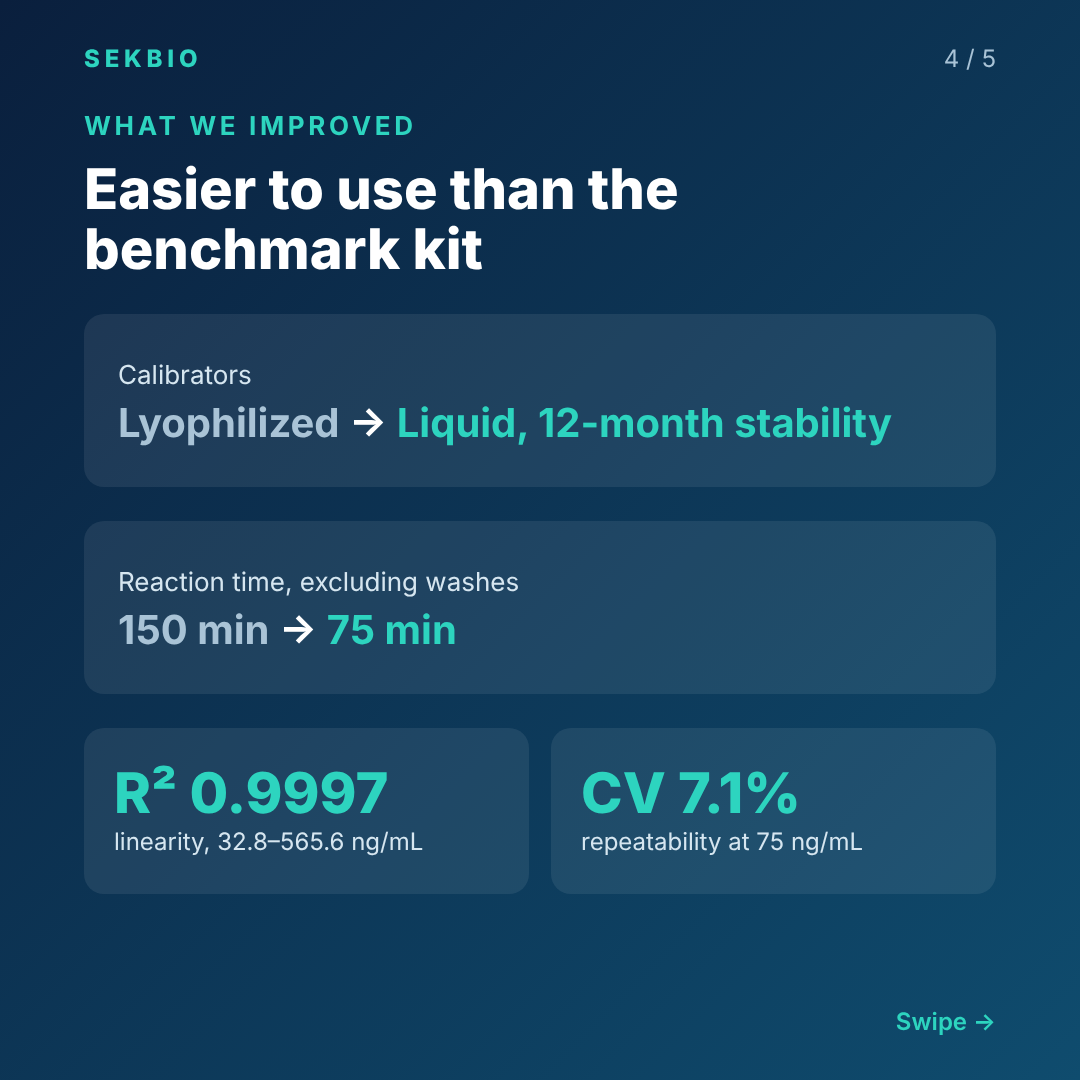 SEKBIO
4 / 5
WHAT WE IMPROVED
Easier to use than the
benchmark kit
Calibrators
Lyophilized → Liquid, 12-month stability
Reaction time, excluding washes
150 min → 75 min
R² 0.9997
linearity, 32.8–565.6 ng/mL
CV 7.1%
repeatability at 75 ng/mL
Swipe →